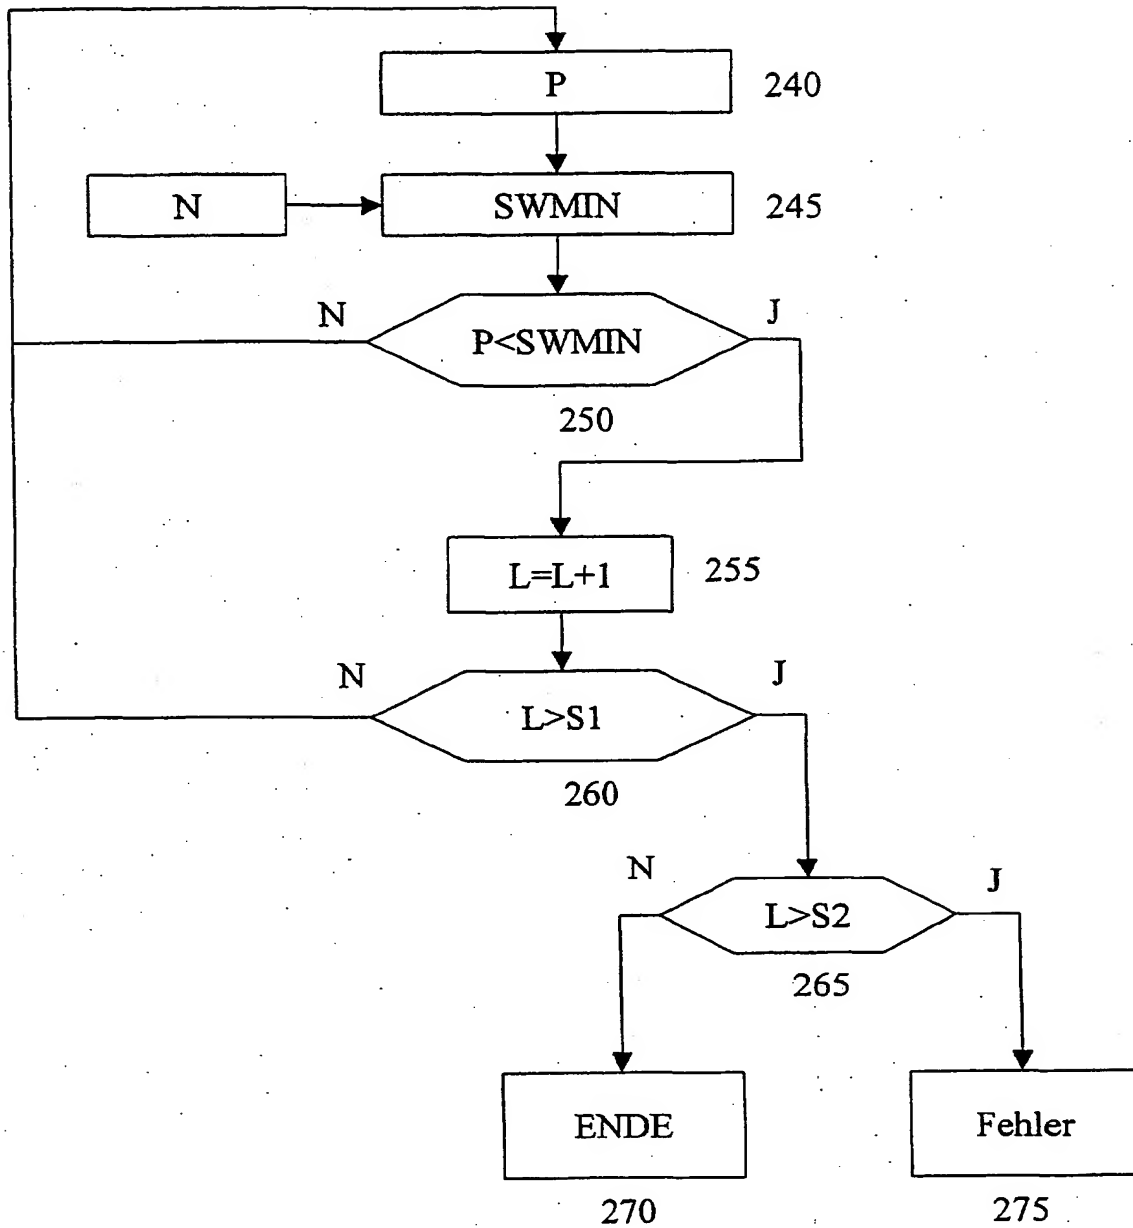 P
240
N
SWMIN
245
N
J
P<SWMIN
250
L=L+1
255
N
J
L>S1
260
N
J
L>S2
265
ENDE
Fehler
270
275